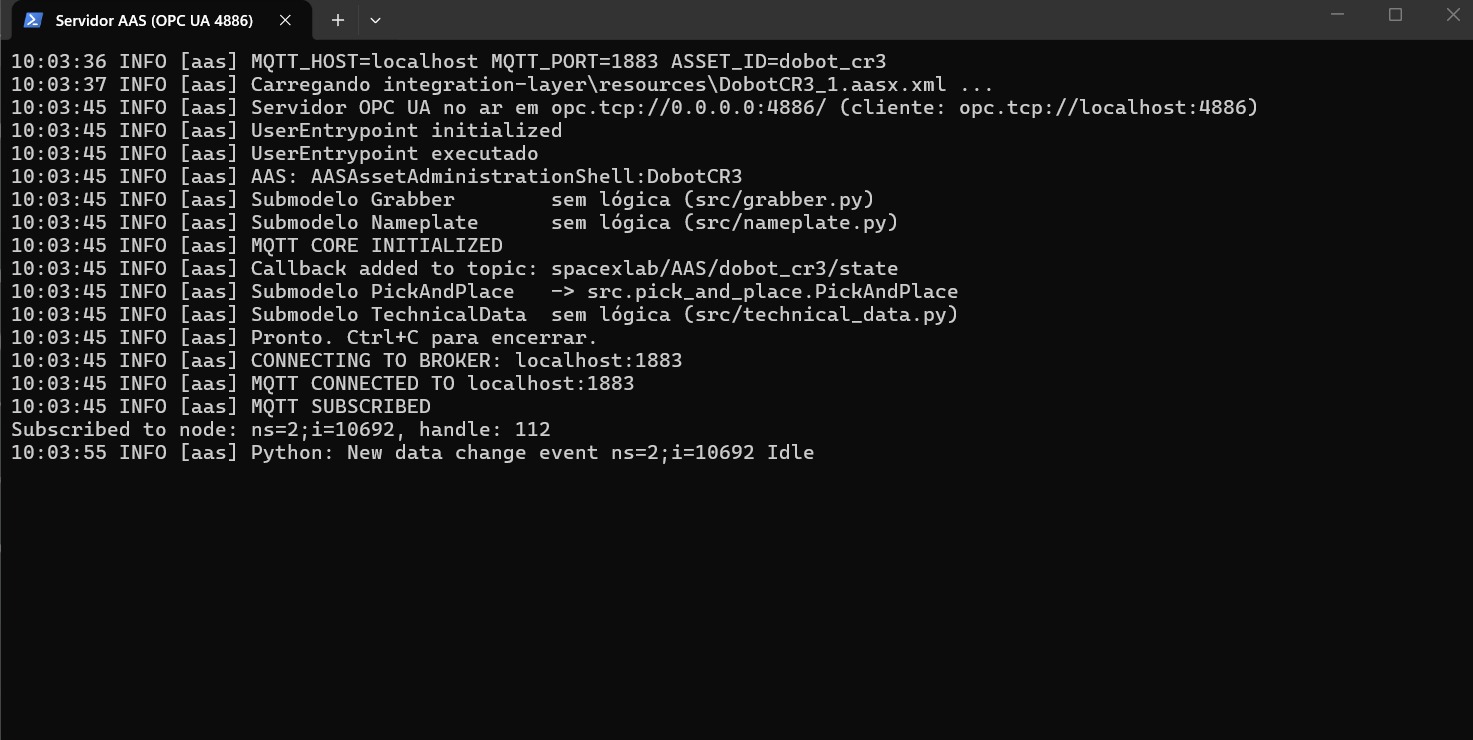 Servidor AAS (OPC UA 4886)
10:03:36 INFO [aas] MQTT_HOST=localhost MQTT_PORT=1883 ASSET_ID=dobot_cr3
10:03:37 INFO [aas] Carregando integration-layer\resources\DobotCR3_1.aasx.xml ...
10:03:45 INFO [aas] Servidor OPC UA no ar em opc.tcp://0.0.0.0:4886/ (cliente: opc.tcp://localhost:4886)
10:03:45 INFO [aas] UserEntrypoint initialized
10:03:45 INFO [aas] UserEntrypoint executado
10:03:45 INFO [aas] AAS: AASAssetAdministrationShell:DobotCR3
10:03:45 INFO [aas] Submodelo Grabber        sem lógica (src/grabber.py)
10:03:45 INFO [aas] Submodelo Nameplate      sem lógica (src/nameplate.py)
10:03:45 INFO [aas] MQTT CORE INITIALIZED
10:03:45 INFO [aas] Callback added to topic: spacexlab/AAS/dobot_cr3/state
10:03:45 INFO [aas] Submodelo PickAndPlace   -> src.pick_and_place.PickAndPlace
10:03:45 INFO [aas] Submodelo TechnicalData  sem lógica (src/technical_data.py)
10:03:45 INFO [aas] Pronto. Ctrl+C para encerrar.
10:03:45 INFO [aas] CONNECTING TO BROKER: localhost:1883
10:03:45 INFO [aas] MQTT CONNECTED TO localhost:1883
10:03:45 INFO [aas] MQTT SUBSCRIBED
Subscribed to node: ns=2;i=10692, handle: 112
10:03:55 INFO [aas] Python: New data change event ns=2;i=10692 Idle